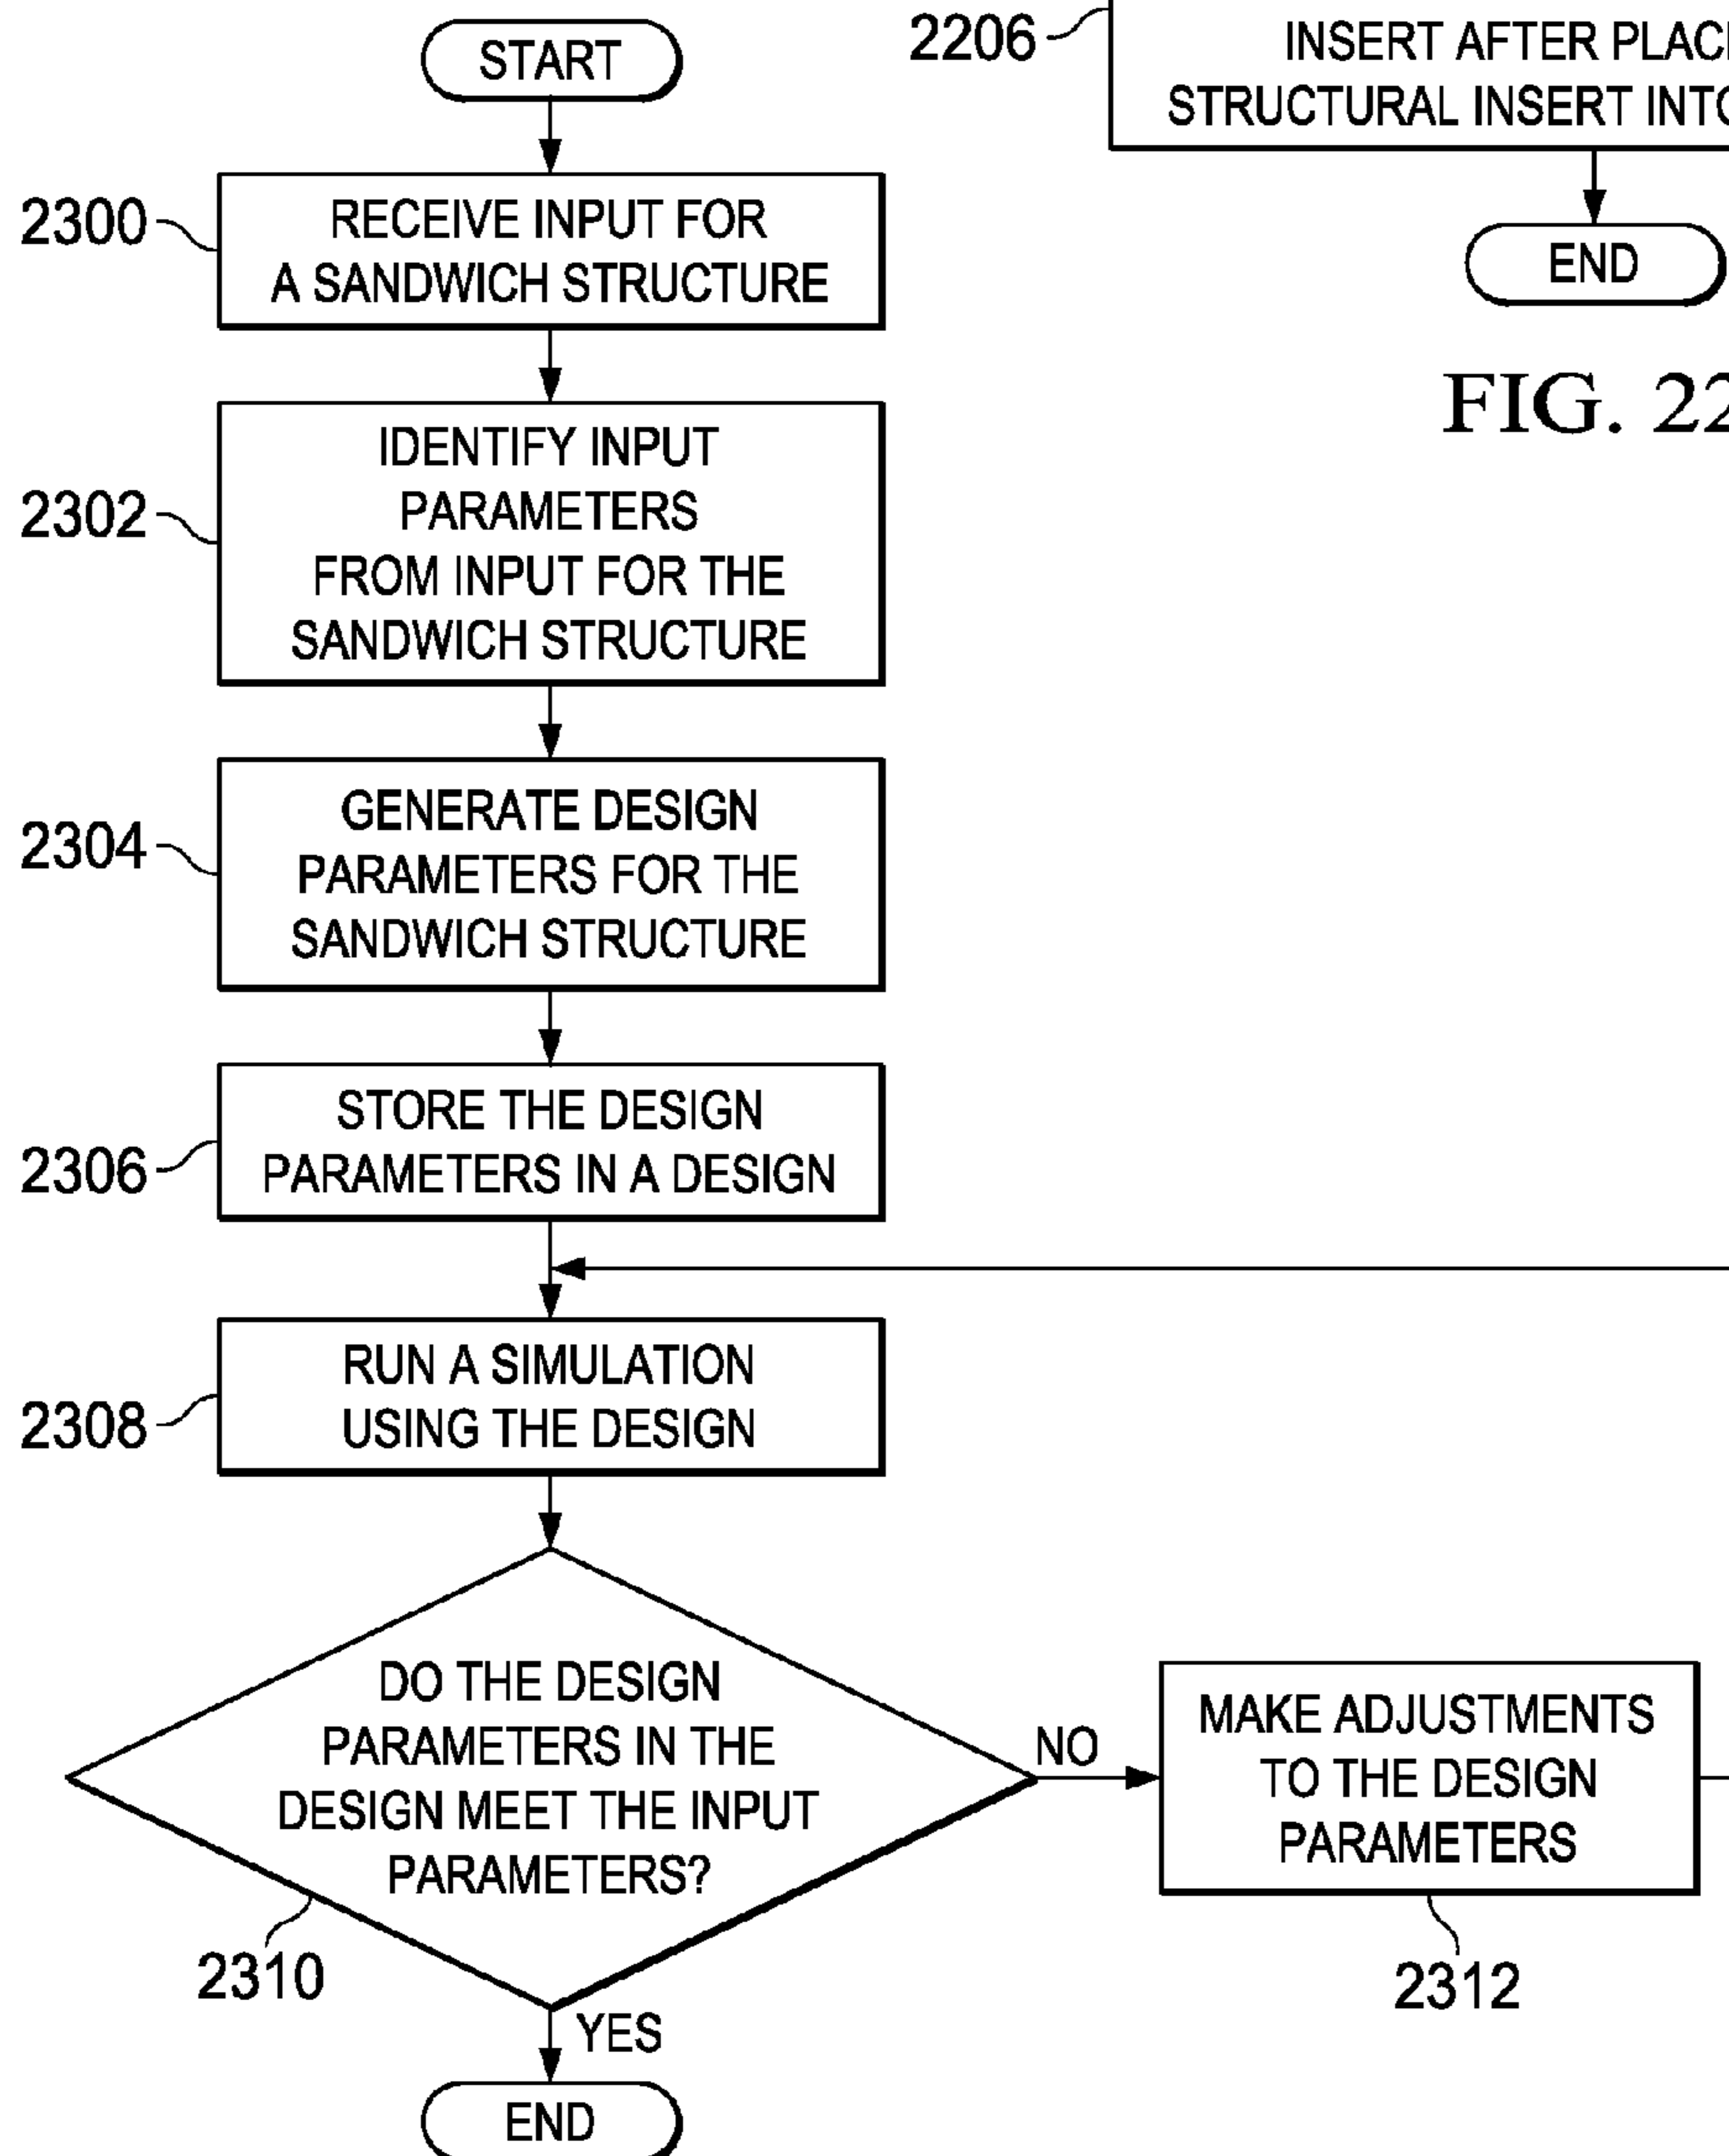 START
2300
RECEIVE INPUT FOR
A SANDWICH STRUCTURE
2302
IDENTIFY INPUT
PARAMETERS
FROM INPUT FOR THE
SANDWICH STRUCTURE
2304
GENERATE DESIGN
PARAMETERS FOR THE
SANDWICH STRUCTURE
2306
STORE THE DESIGN
PARAMETERS IN A DESIGN
2308
RUN A SIMULATION
USING THE DESIGN
DO THE DESIGN
PARAMETERS IN THE
DESIGN MEET THE INPUT
PARAMETERS?
2310
NO
MAKE ADJUSTMENTS
TO THE DESIGN
PARAMETERS
2312
YES
END
2206
INSERT AFTER
STRUCTURAL INSERT
END
FIG. 22